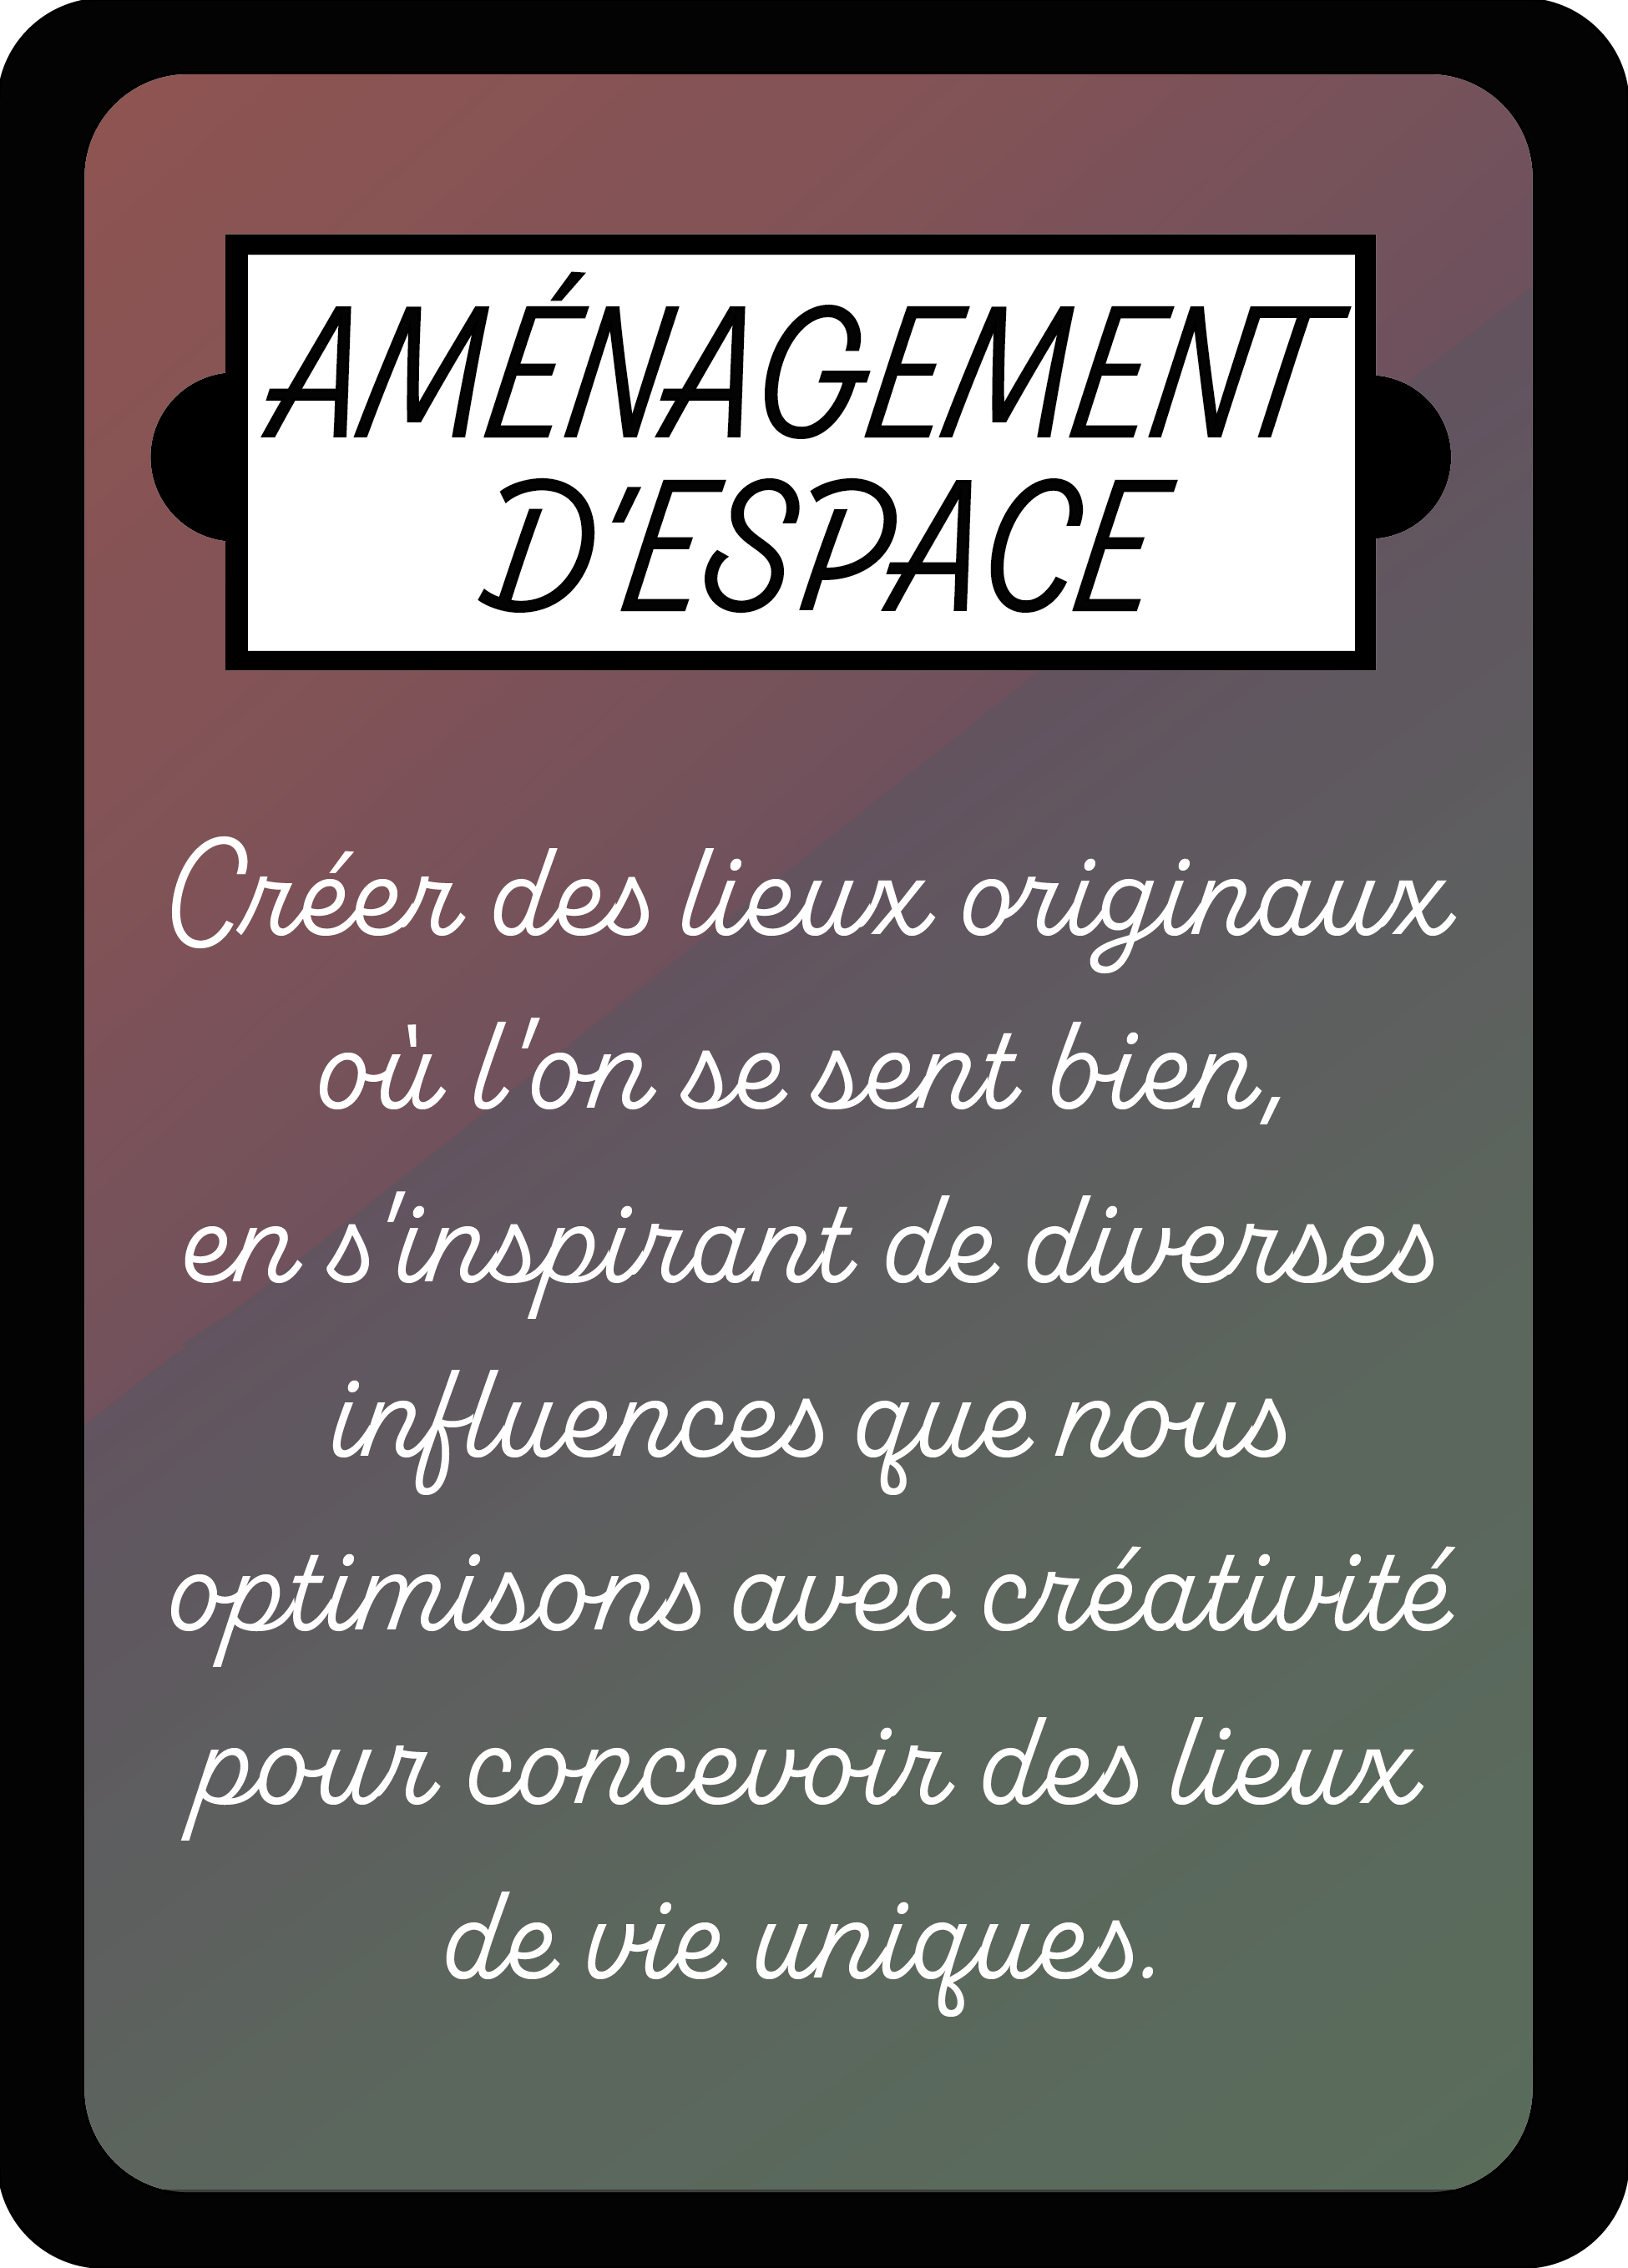 AMÉNAGEMENT
D'ESPACE
Créer des lieux originaux
où l'on se sent bien,
en s'inspirant de diverses
influences que nous
optimisons avec créativité
pour concevoir des lieux
de vie uniques.